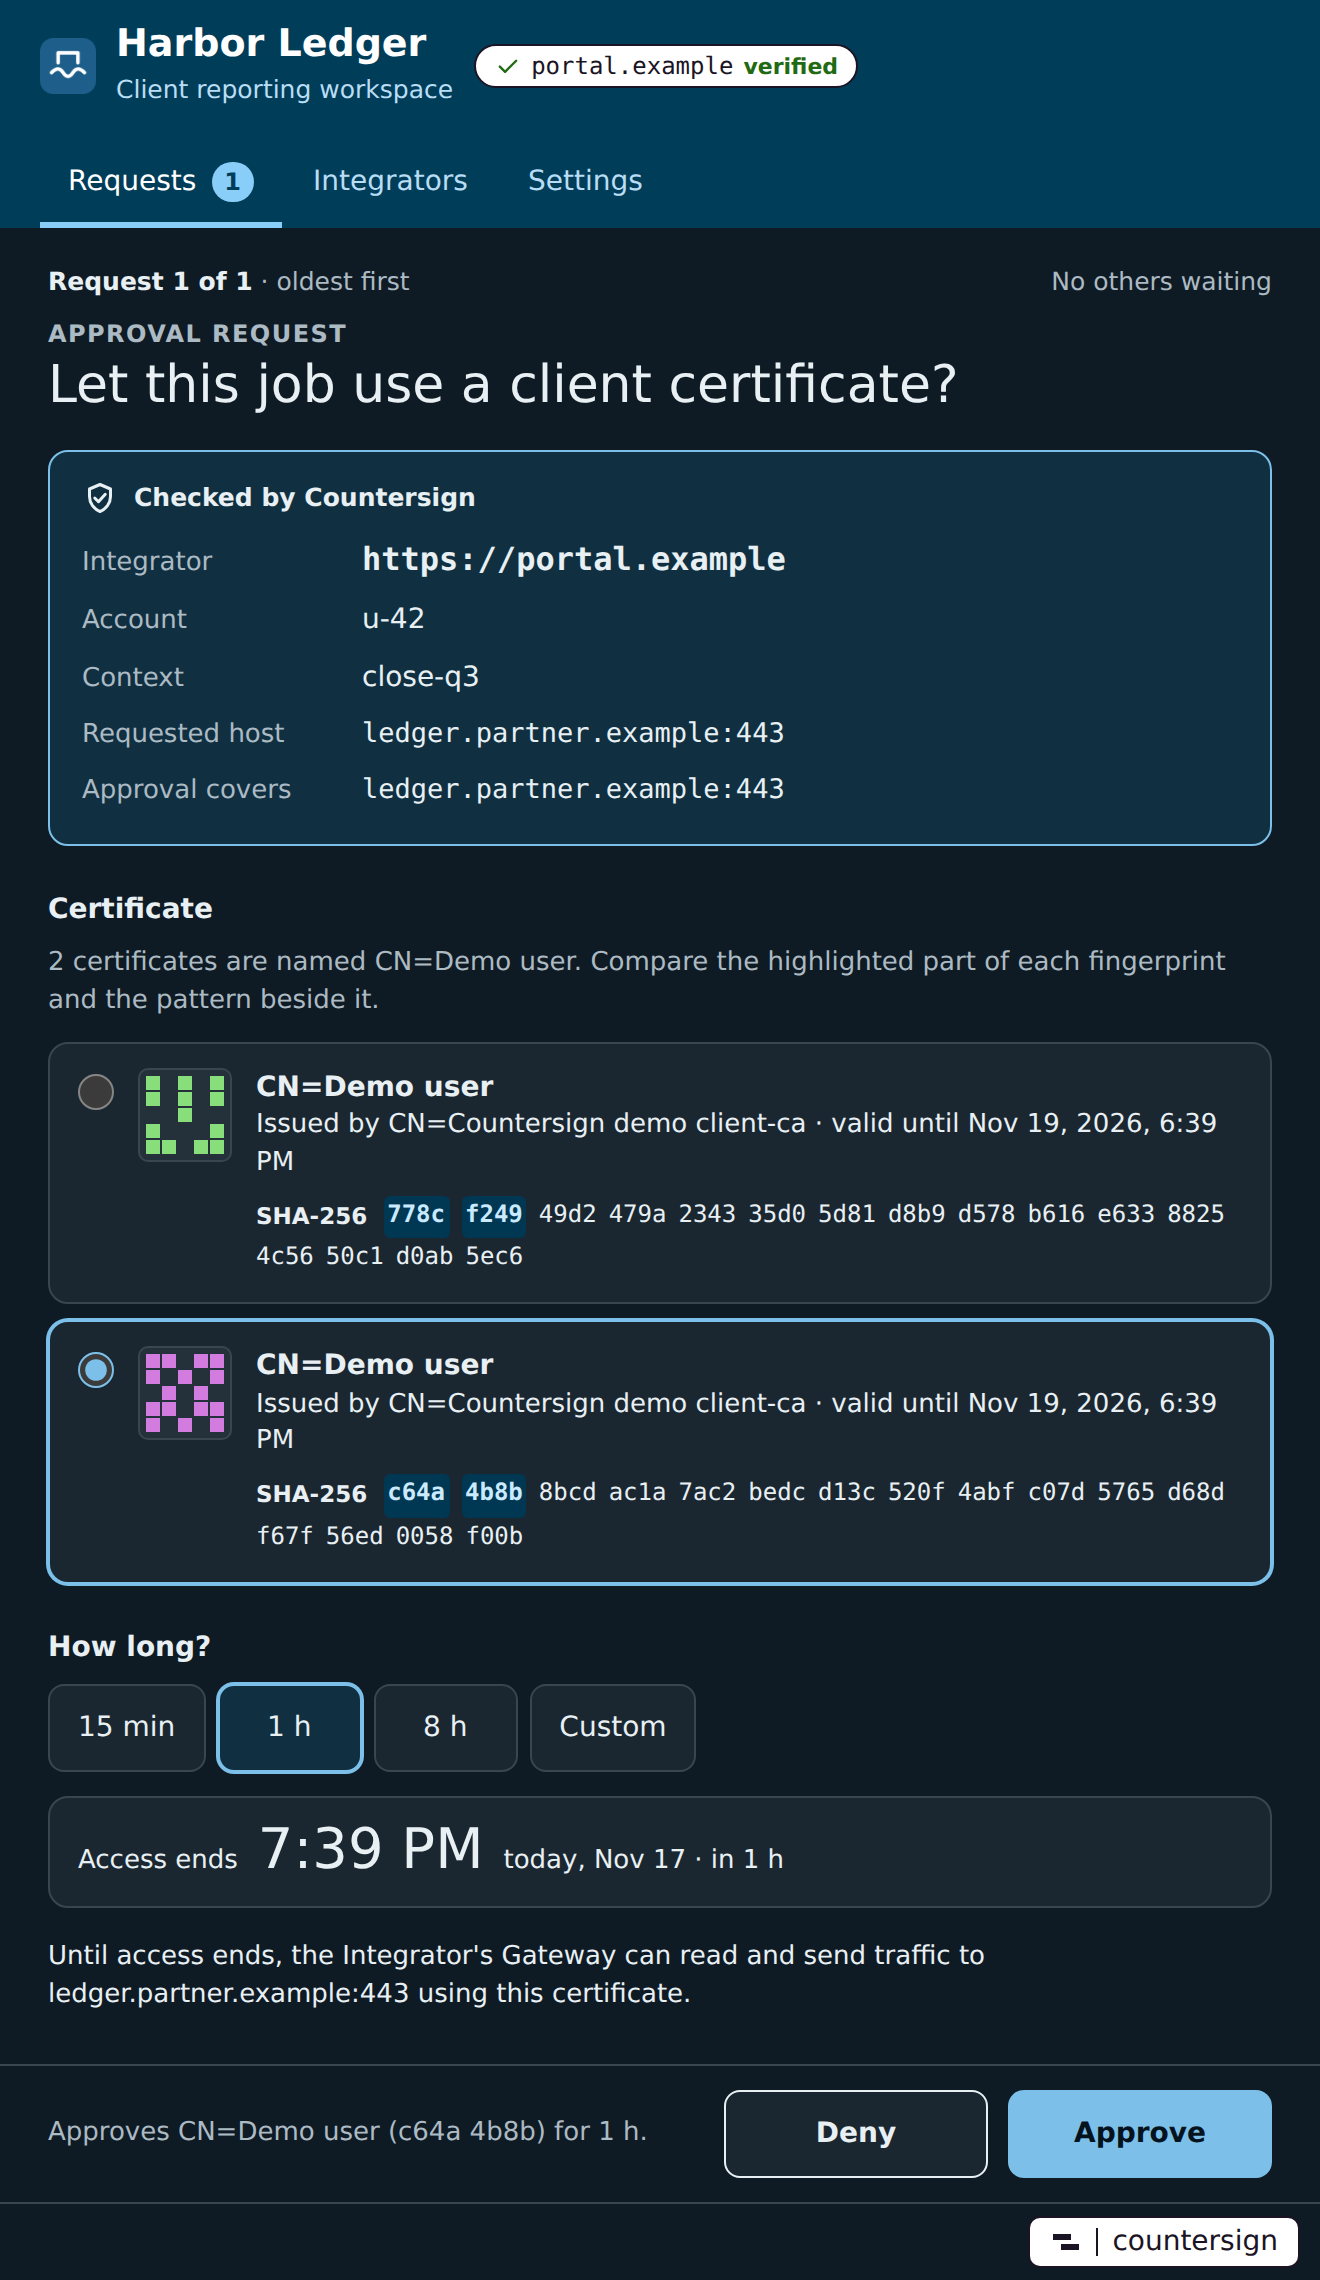 Harbor Ledger
Client reporting workspace
portal.example verified
Requests 1
Integrators
Settings
Request 1 of 1 · oldest first
No others waiting
APPROVAL REQUEST
Let this job use a client certificate?
Checked by Countersign
Integrator https://portal.example
Account u-42
Context close-q3
Requested host ledger.partner.example:443
Approval covers ledger.partner.example:443
Certificate
2 certificates are named CN=Demo user. Compare the highlighted part of each fingerprint
and the pattern beside it.
CN=Demo user
Issued by CN=Countersign demo client-ca · valid until Nov 19, 2026, 6:39
PM
SHA-256 778c f249 49d2 479a 2343 35d0 5d81 d8b9 d578 b616 e633 8825
4c56 50c1 d0ab 5ec6
CN=Demo user
Issued by CN=Countersign demo client-ca · valid until Nov 19, 2026, 6:39
PM
SHA-256 c64a 4b8b 8bcd ac1a 7ac2 bedc d13c 520f 4abf c07d 5765 d68d
f67f 56ed 0058 f00b
How long?
15 min
1 h
8 h
Custom
Access ends 7:39 PM today, Nov 17 · in 1 h
Until access ends, the Integrator's Gateway can read and send traffic to
ledger.partner.example:443 using this certificate.
Approves CN=Demo user (c64a 4b8b) for 1 h.
Deny
Approve
countersign